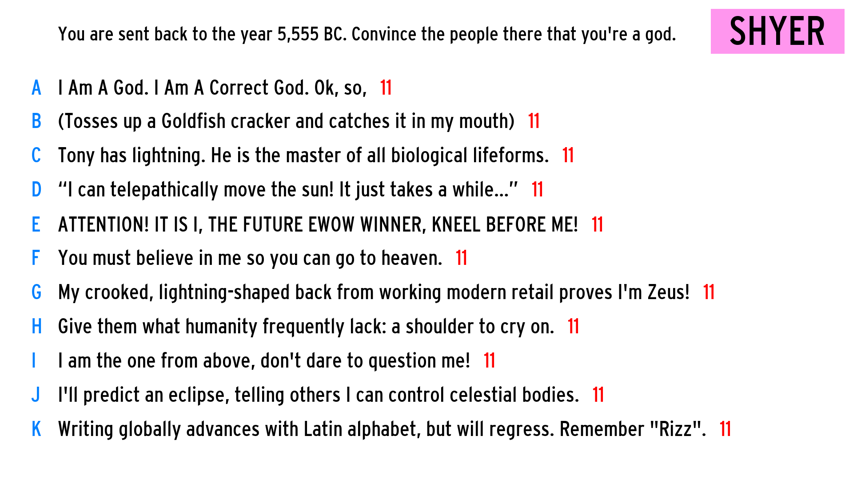 You are sent back to the year 5,555 BC. Convince the people there that you're a god.
SHYER
A I Am A God. I Am A Correct God. Ok, so, 11
B (Tosses up a Goldfish cracker and catches it in my mouth) 11
C Tony has lightning. He is the master of all biological lifeforms. 11
D “I can telepathically move the sun! It just takes a while...” 11
E ATTENTION! IT IS I, THE FUTURE EWOW WINNER, KNEEL BEFORE ME! 11
F You must believe in me so you can go to heaven. 11
G My crooked, lightning-shaped back from working modern retail proves I'm Zeus! 11
H Give them what humanity frequently lack: a shoulder to cry on. 11
I I am the one from above, don't dare to question me! 11
J I'll predict an eclipse, telling others I can control celestial bodies. 11
K Writing globally advances with Latin alphabet, but will regress. Remember "Rizz". 11